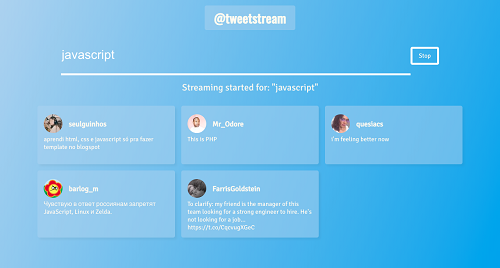 @tweetstream
javascript
Stop
Streaming started for: "javascript"
seulguinhos
aprendi html, css e javascript só pra fazer
template no blogspot
Mr_Odore
This is PHP
queslacs
i'm feeling better now
barlog_m
Чувствую в ответ россиянам запретят
JavaScript, Linux и Zelda.
FarrisGoldstein
To clarify: my friend is the manager of this
team looking for a strong engineer to hire. He's
not looking for a job...
https://t.co/CqcvugXGeC